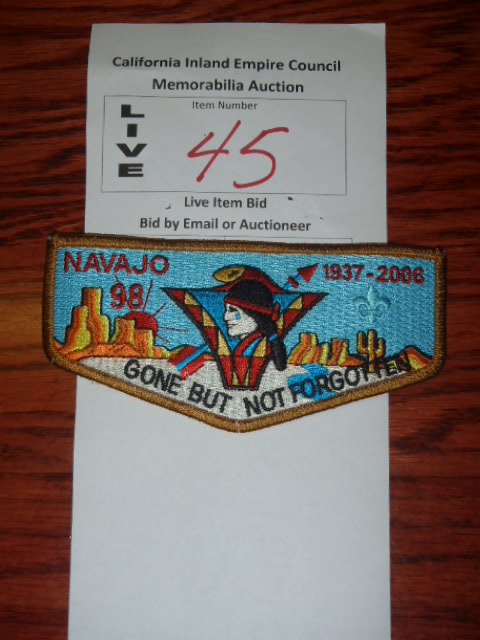 California Inland Empire Council
Memorabilia Auction
LIVE
Item Number
45
Live Item Bid
Bid by Email or Auctioneer
NAVAJO
1937-2006
98
GONE BUT NOT FORGOTTEN